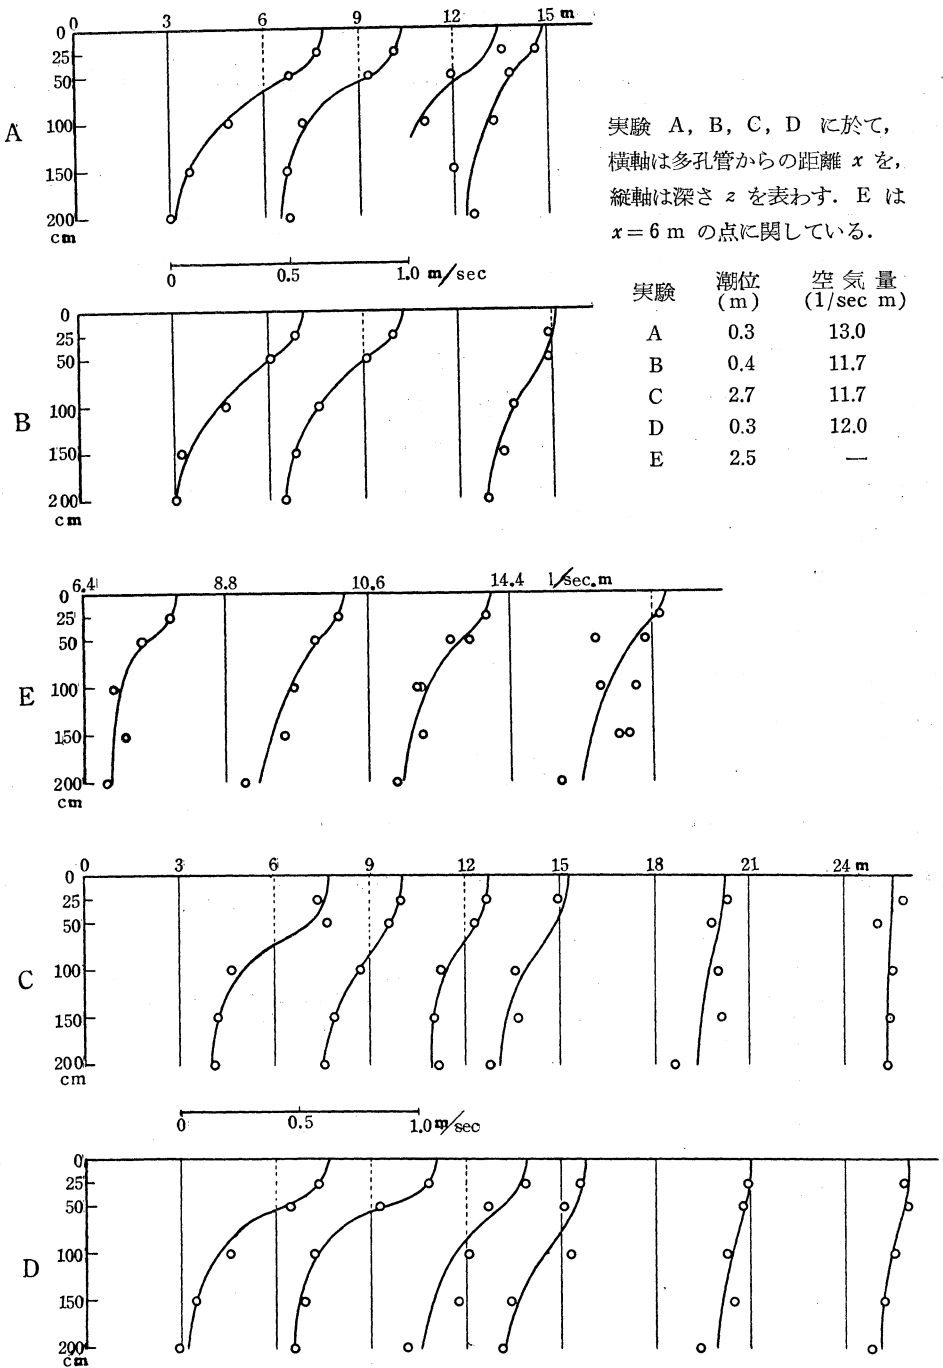 0 3 6 9 12 15 m
0
25
50
A
100
150
200
cm
実験 A, B, C, D に於て,
横軸は多孔管からの距離 x を,
縦軸は深さ z を表わす. E は
x=6 m の点に関している.
0 0.5 1.0 m/sec
実験 潮位 (m) 空気量 (1/sec m)
A 0.3 13.0
B 0.4 11.7
C 2.7 11.7
D 0.3 12.0
E 2.5 —
0
25
50
B
100
150
200
cm
6.4 8.8 10.6 14.4 l/sec.m
0
25
50
E
100
150
200
cm
0 3 6 9 12 15 18 21 24 m
0
25
50
C
100
150
200
cm
0 0.5 1.0 m/sec
0
25
50
D
100
150
200
cm